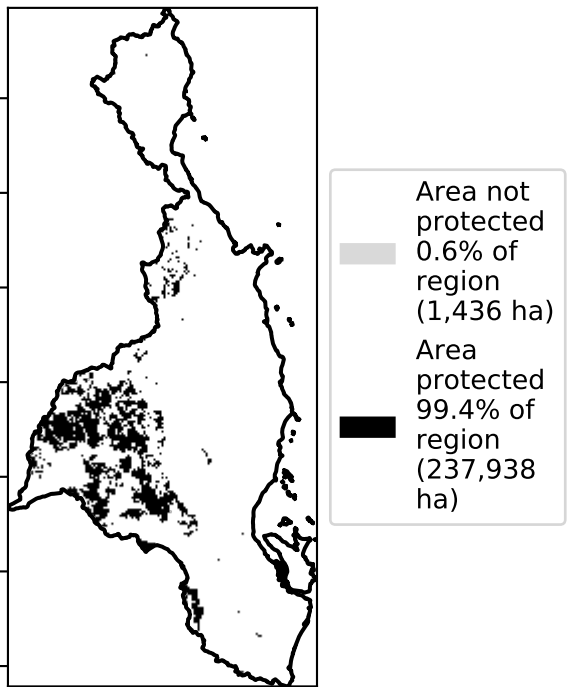 Area not
protected
0.6% of
region
(1,436 ha)
Area
protected
99.4% of
region
(237,938
ha)